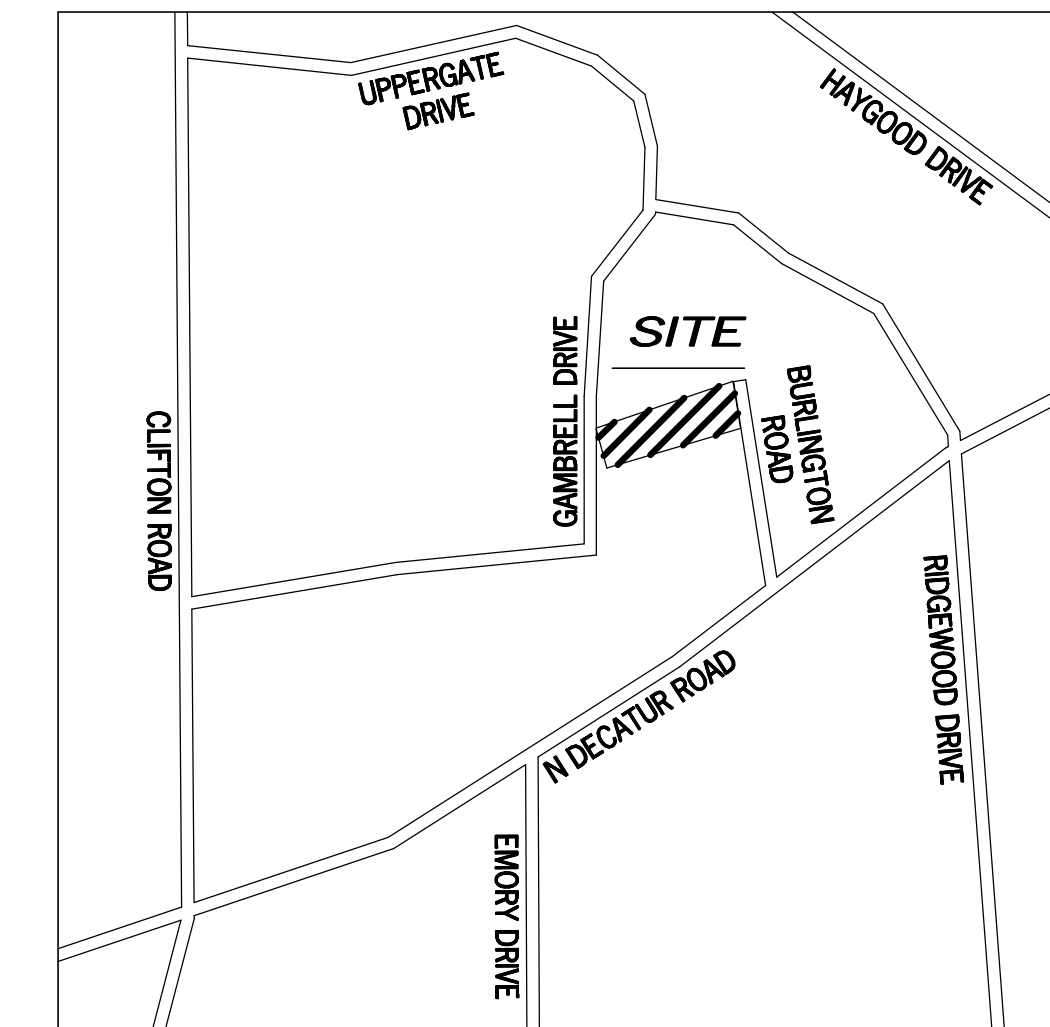 UPPERGATE
DRIVE
HAYGOOD DRIVE
SITE
GAMBRELL DRIVE
BURLINGTON
ROAD
CLIFTON ROAD
RIDGEWOOD DRIVE
N DECATUR ROAD
EMORY DRIVE